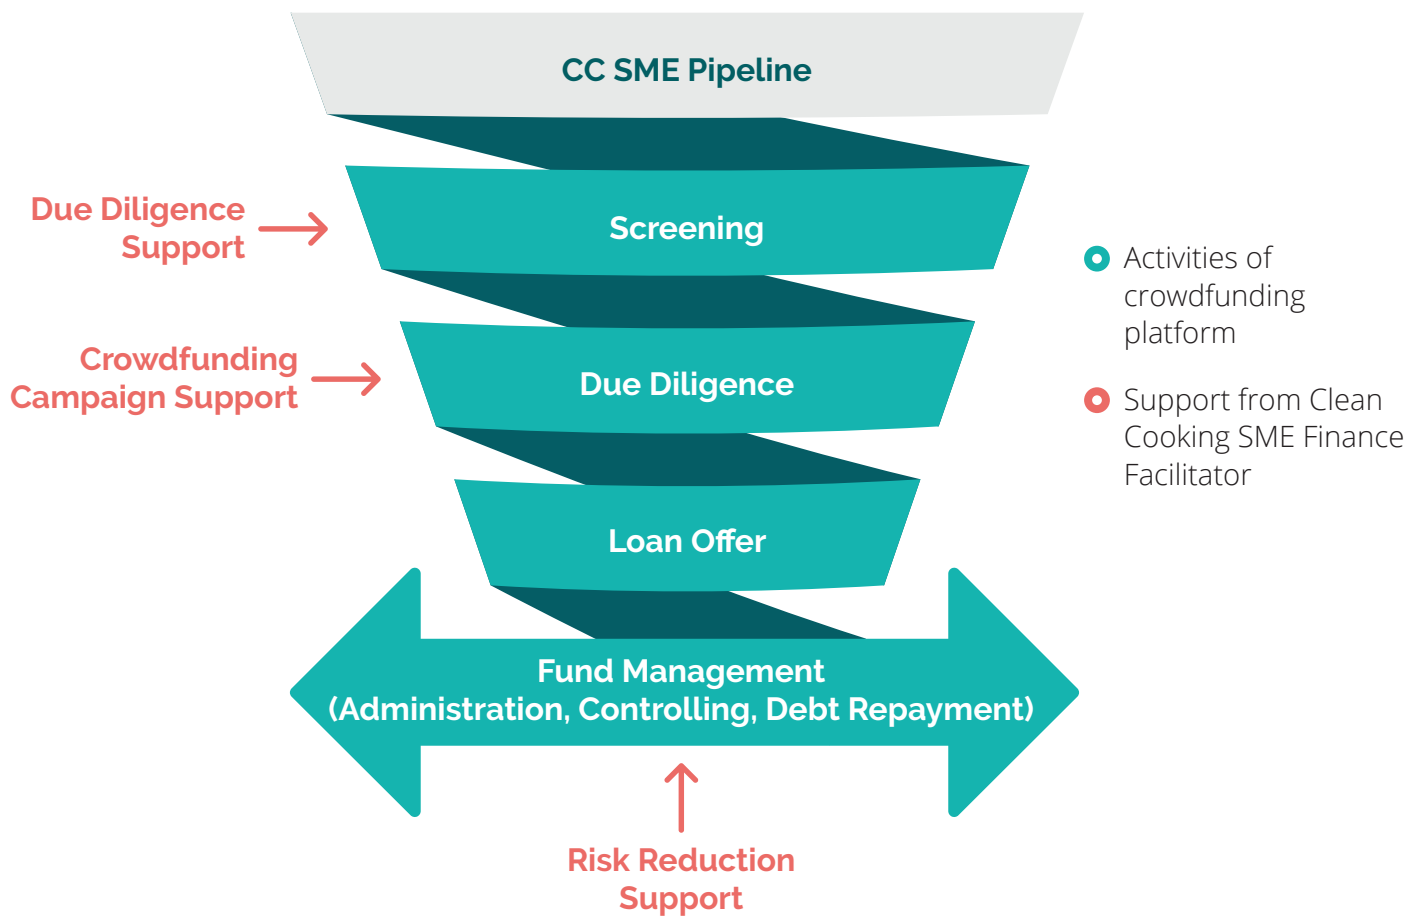 CC SME Pipeline
Due Diligence
Support
Screening
Crowdfunding
Campaign Support
Due Diligence
Loan Offer
Fund Management
(Administration, Controlling, Debt Repayment)
Risk Reduction
Support
Activities of
crowdfunding
platform
Support from Clean
Cooking SME Finance
Facilitator